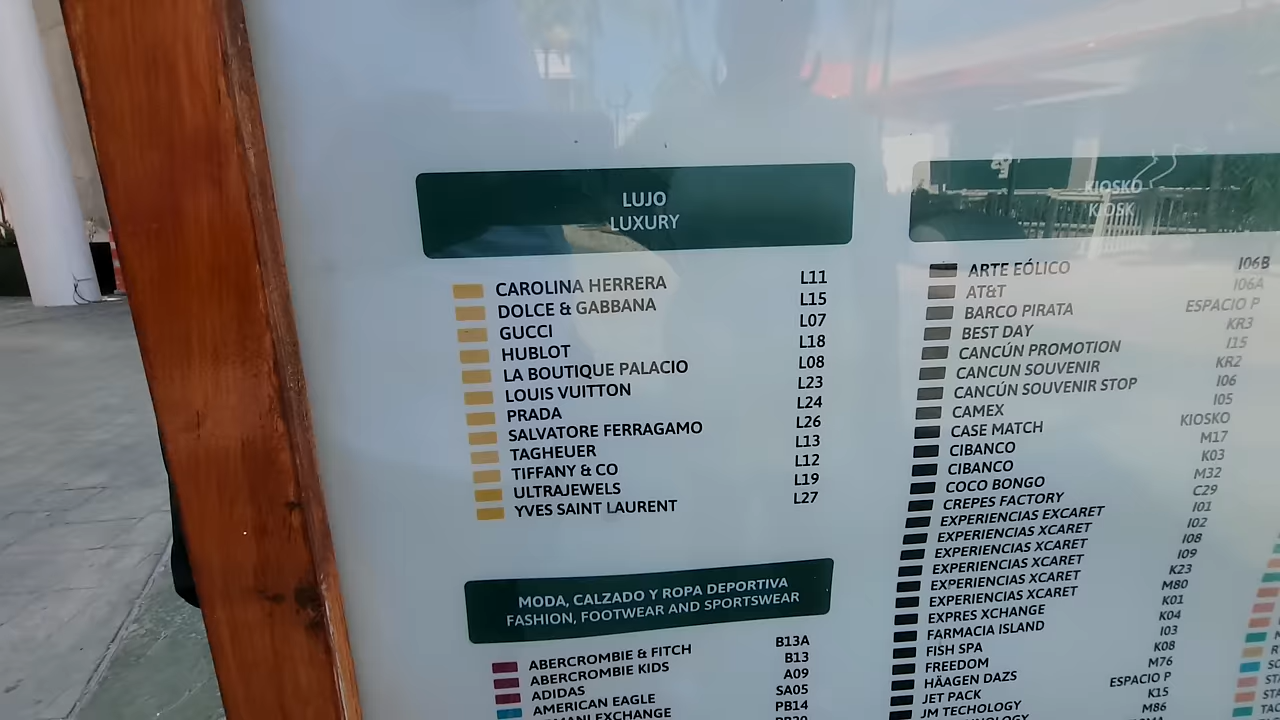 LUJO
LUXURY
CAROLINA HERRERA L11
DOLCE & GABBANA L15
GUCCI L07
HUBLOT L18
LA BOUTIQUE PALACIO L08
LOUIS VUITTON L23
PRADA L24
SALVATORE FERRAGAMO L26
TAGHEUER L13
TIFFANY & CO L12
ULTRAJEWELS L19
YVES SAINT LAURENT L27
MODA, CALZADO Y ROPA DEPORTIVA
FASHION, FOOTWEAR AND SPORTSWEAR
ABERCROMBIE & FITCH B13A
ABERCROMBIE KIDS B13
ADIDAS A09
AMERICAN EAGLE SA05
EXCHANGE PB14
KIOSKO
KIOSK
ARTE EÓLICO I06B
AT&T I06A
BARCO PIRATA ESPACIO P
BEST DAY KR3
CANCÚN PROMOTION I15
CANCUN SOUVENIR KR2
CANCÚN SOUVENIR STOP I06
CAMEX I05
CASE MATCH KIOSKO
CIBANCO M17
CIBANCO K03
COCO BONGO M32
CREPES FACTORY C29
EXPERIENCIAS EXCARET I01
EXPERIENCIAS XCARET I02
EXPERIENCIAS XCARET I08
EXPERIENCIAS XCARET I09
EXPERIENCIAS XCARET K23
EXPERIENCIAS XCARET M80
EXPRES XCHANGE K01
FARMACIA ISLAND K04
FISH SPA I03
FREEDOM K08
HÄAGEN DAZS M76
JET PACK ESPACIO P
JM TECHOLOGY K15
M86